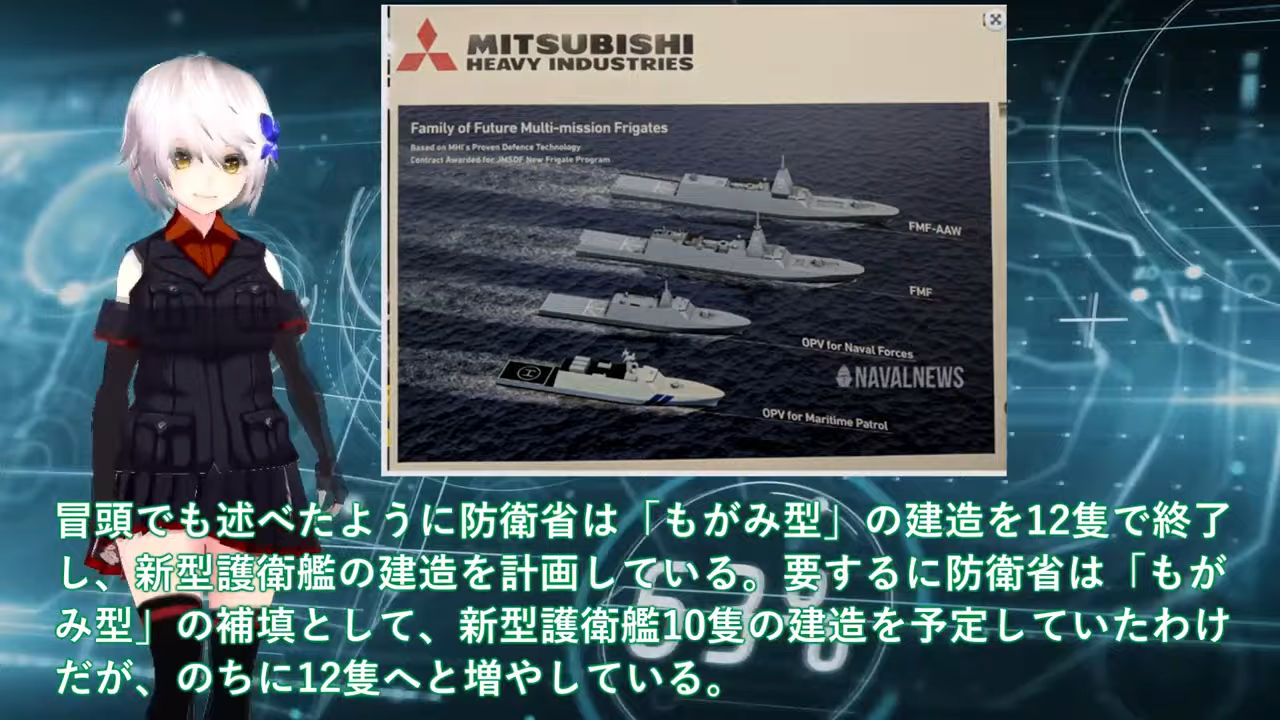 MITSUBISHI
HEAVY INDUSTRIES
Family of Future Multi-mission Frigates
Based on MHI's Proven Defence Technology
Contract Awarded for JMSDF New Frigate Program
FMF-AAW
FMF
OPV for Naval Forces
NAVALNEWS
OPV for Maritime Patrol
冒頭でも述べたように防衛省は「もがみ型」の建造を12隻で終了
し、新型護衛艦の建造を計画している。要するに防衛省は「もが
み型」の補填として、新型護衛艦10隻の建造を予定していたわけ
だが、のちに12隻へと増やしている。
63%